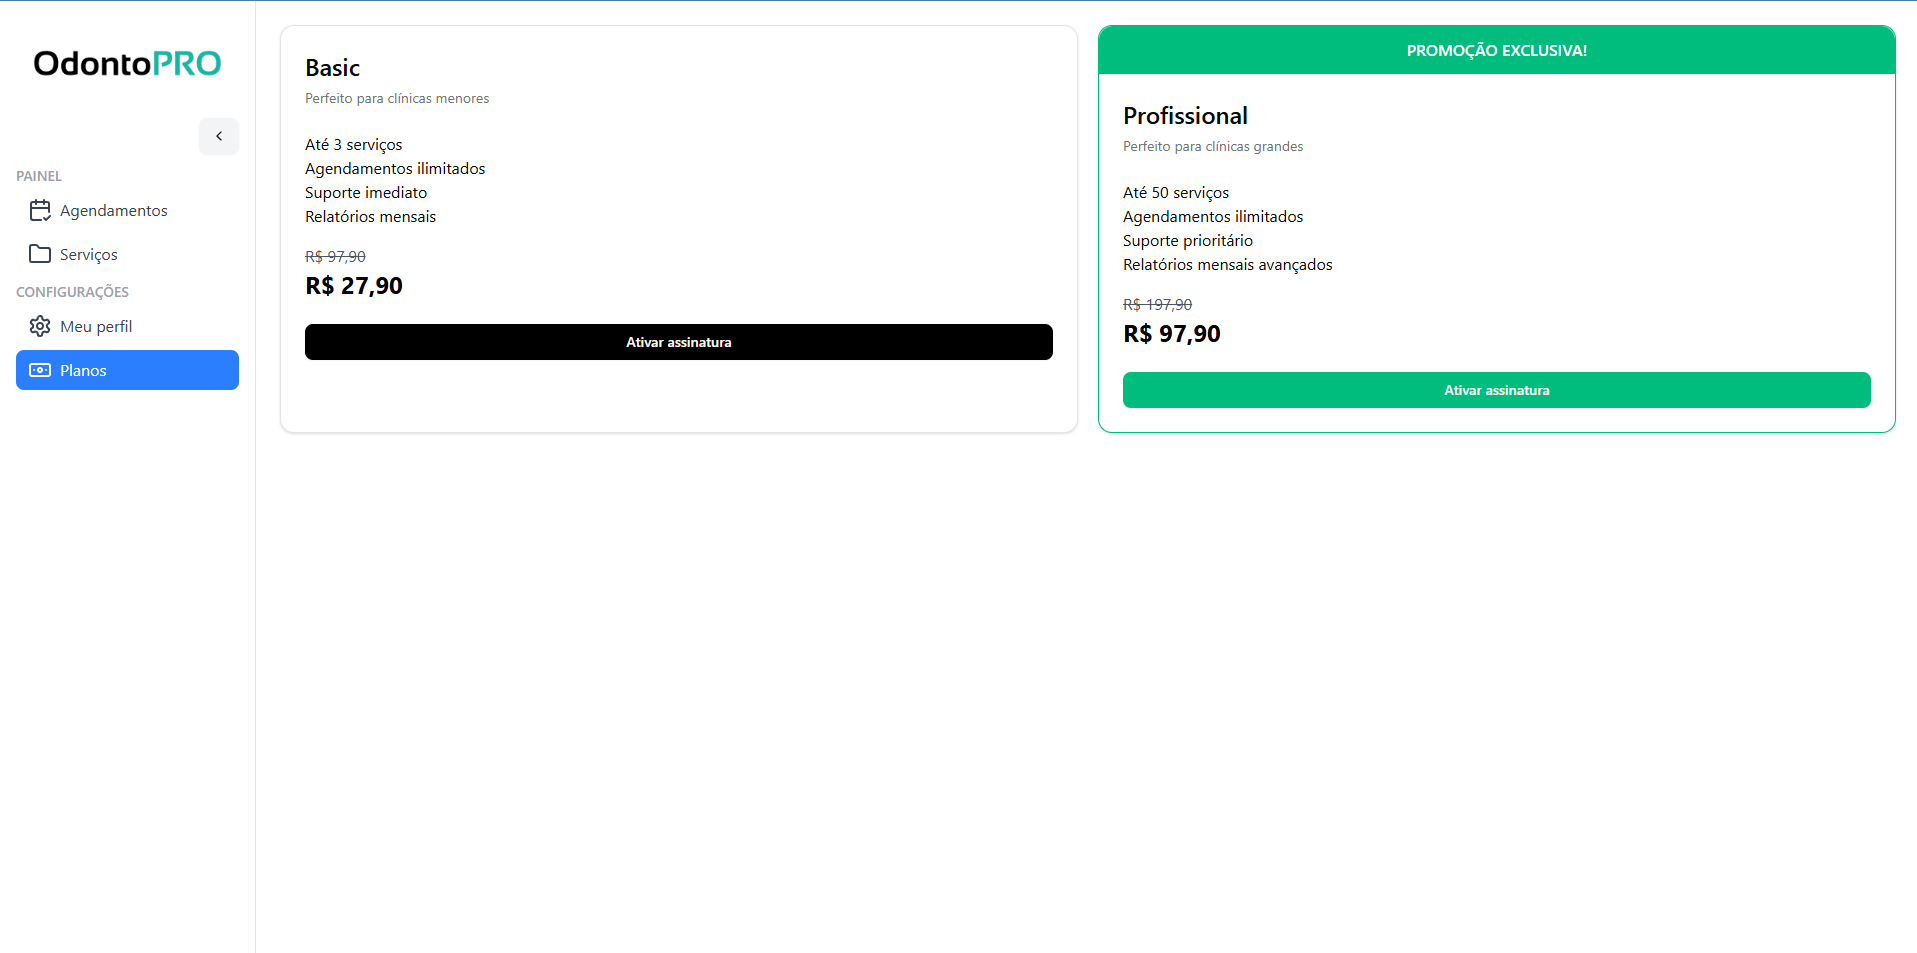 OdontoPRO
PAINEL
Agendamentos
Serviços
CONFIGURAÇÕES
Meu perfil
Planos
Basic
Perfeito para clínicas menores
Até 3 serviços
Agendamentos ilimitados
Suporte imediato
Relatórios mensais
R$ 97,90
R$ 27,90
Ativar assinatura
PROMOÇÃO EXCLUSIVA!
Profissional
Perfeito para clínicas grandes
Até 50 serviços
Agendamentos ilimitados
Suporte prioritário
Relatórios mensais avançados
R$ 197,90
R$ 97,90
Ativar assinatura